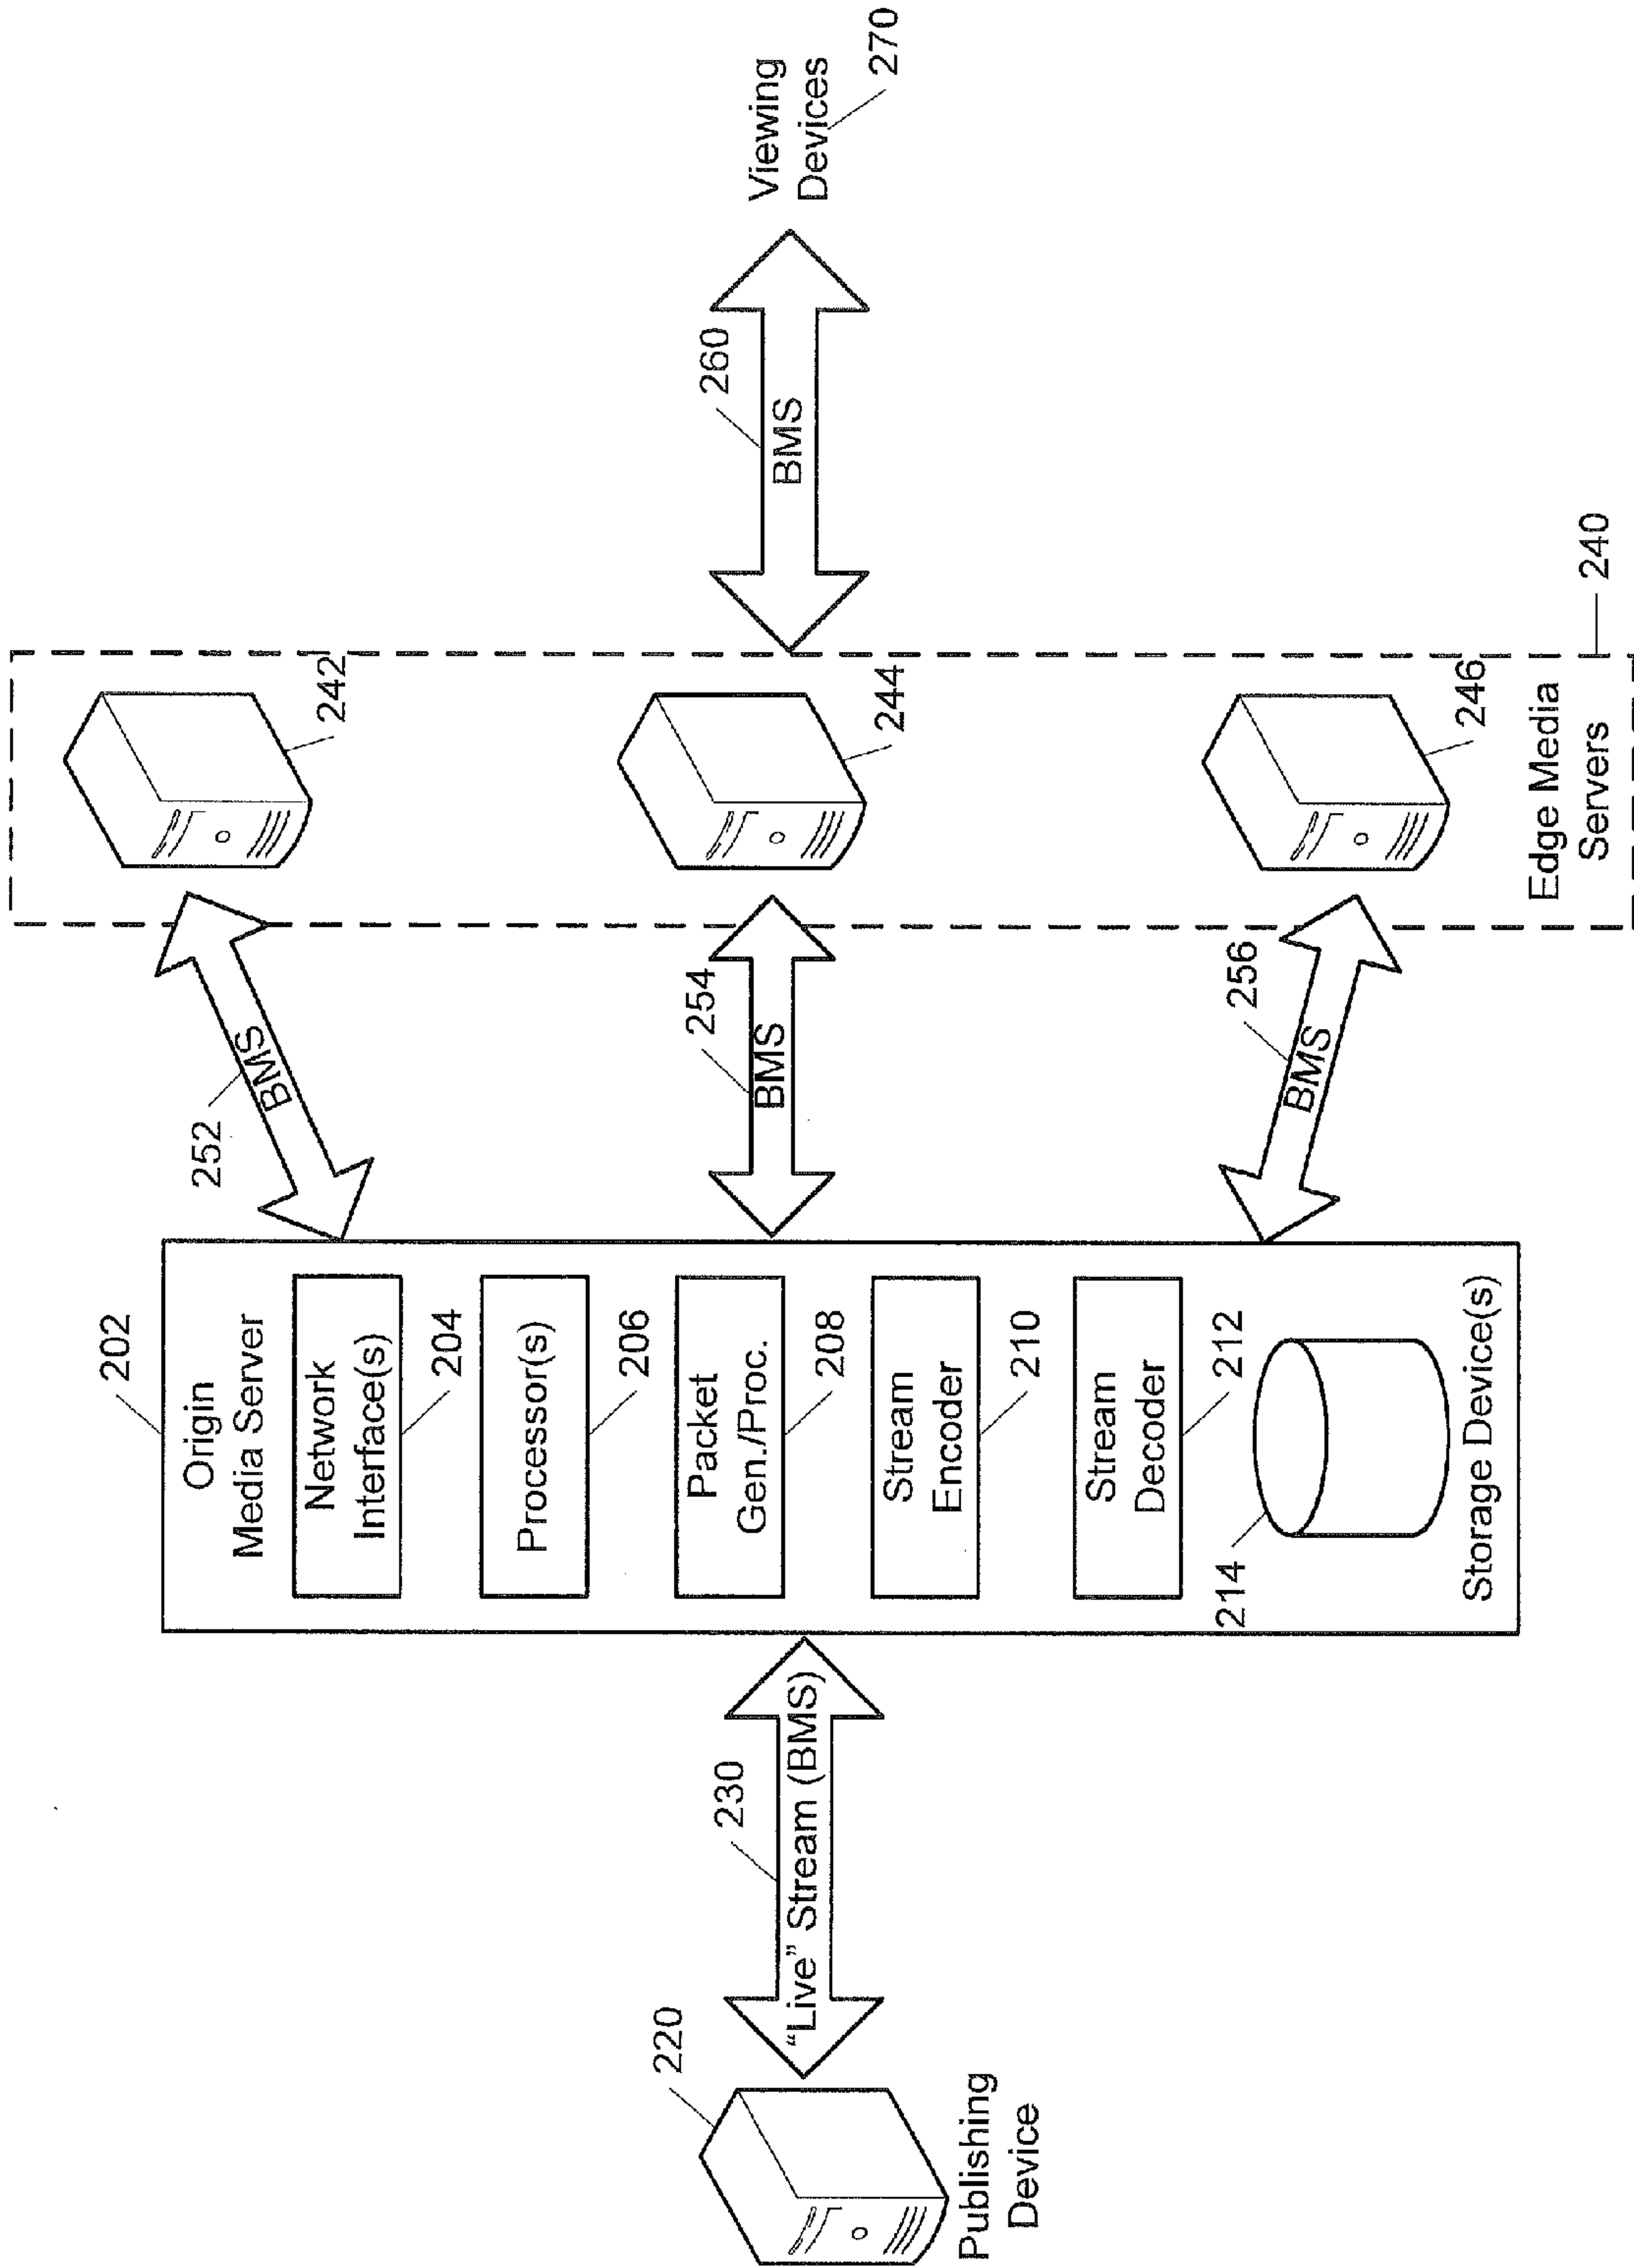 220
Publishing
Device
230
"Live" Stream (BMS)
202
Origin
Media Server
Network
Interface(s)
204
Processor(s)
206
Packet
Gen./Proc.
208
Stream
Encoder
210
Stream
Decoder
212
214
Storage Device(s)
252
BMS
254
BMS
256
BMS
242
244
246
Edge Media
Servers
240
260
BMS
Viewing
Devices
270